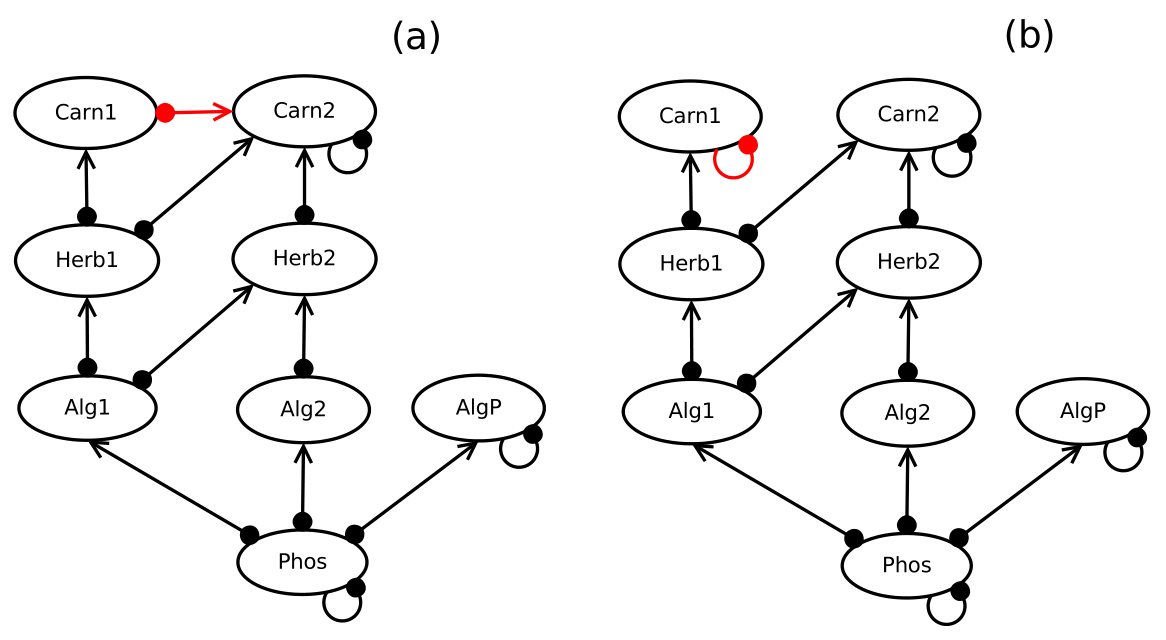 (a)
Carn1
Carn2
Herb1
Herb2
Alg1
Alg2
AlgP
Phos
(b)
Carn1
Carn2
Herb1
Herb2
Alg1
Alg2
AlgP
Phos